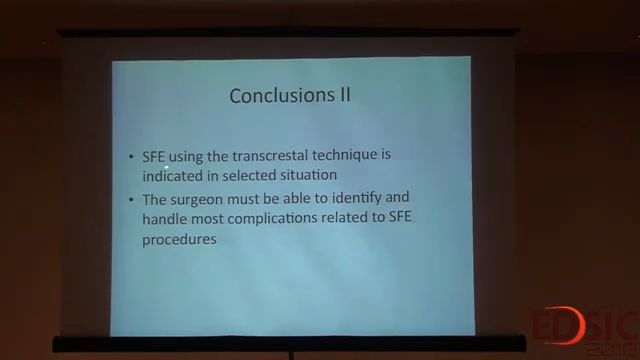 Conclusions II
• SFE using the transcrestal technique is
indicated in selected situation
• The surgeon must be able to identify and
handle most complications related to SFE
procedures
EDSIC